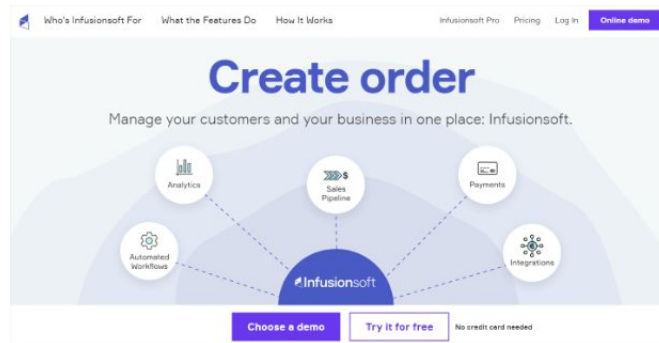 Who's Infusionsoft For What the Features Do How It Works Infusionsoft Pro Pricing Log In Online demo
Create order
Manage your customers and your business in one place: Infusionsoft.
Analytics
Sales
Pipeline
Payments
Automated
Workflows
Integrations
Infusionsoft
Choose a demo Try it for free No credit card needed